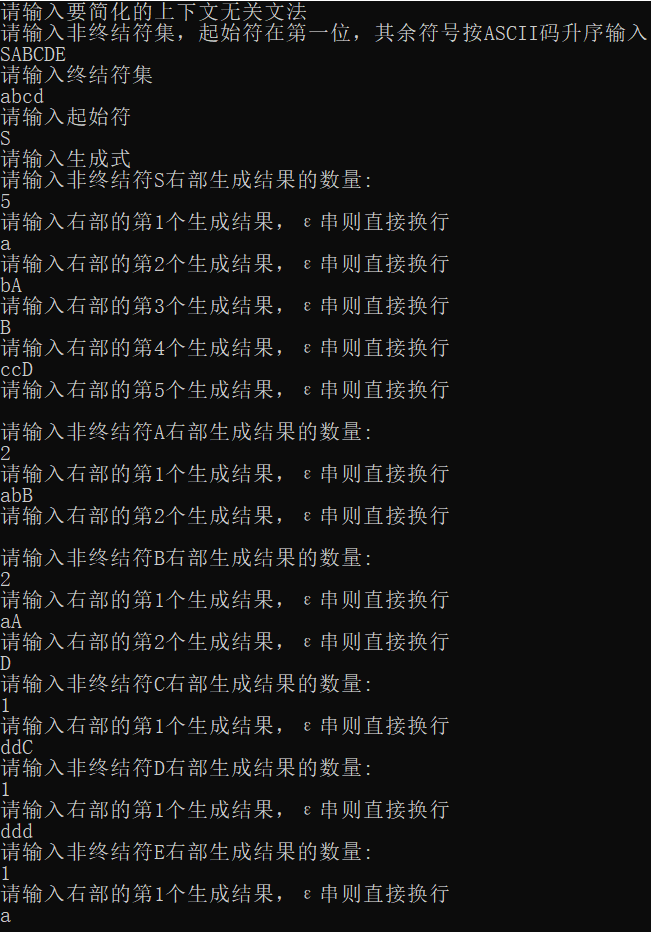 请输入要简化的上下文无关文法
请输入非终结符集，起始符在第一位，其余符号按ASCII码升序输入
SABCDE
请输入终结符集
abcd
请输入起始符
S
请输入生成式
请输入非终结符S右部生成结果的数量:
5
请输入右部的第1个生成结果，ε串则直接换行
a
请输入右部的第2个生成结果，ε串则直接换行
bA
请输入右部的第3个生成结果，ε串则直接换行
B
请输入右部的第4个生成结果，ε串则直接换行
ccD
请输入右部的第5个生成结果，ε串则直接换行
请输入非终结符A右部生成结果的数量:
2
请输入右部的第1个生成结果，ε串则直接换行
abB
请输入右部的第2个生成结果，ε串则直接换行
请输入非终结符B右部生成结果的数量:
2
请输入右部的第1个生成结果，ε串则直接换行
aA
请输入右部的第2个生成结果，ε串则直接换行
D
请输入非终结符C右部生成结果的数量:
1
请输入右部的第1个生成结果，ε串则直接换行
ddC
请输入非终结符D右部生成结果的数量:
1
请输入右部的第1个生成结果，ε串则直接换行
ddd
请输入非终结符E右部生成结果的数量:
1
请输入右部的第1个生成结果，ε串则直接换行
a